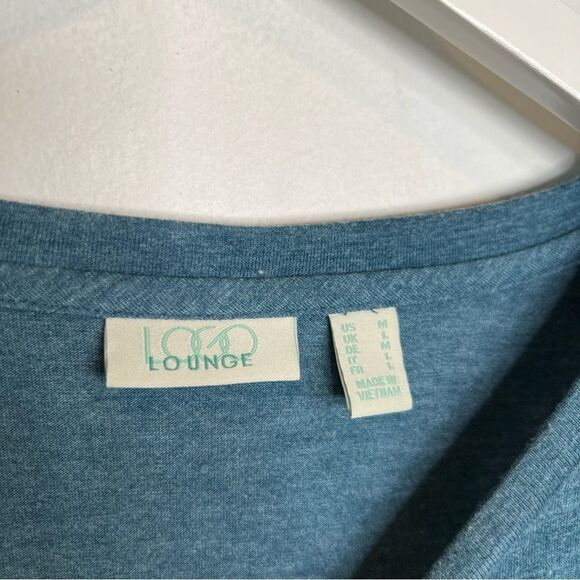 LOGO
LOUNGE
US M
UK L
DE M
IT L
FR L
MADE IN
VIETNAM